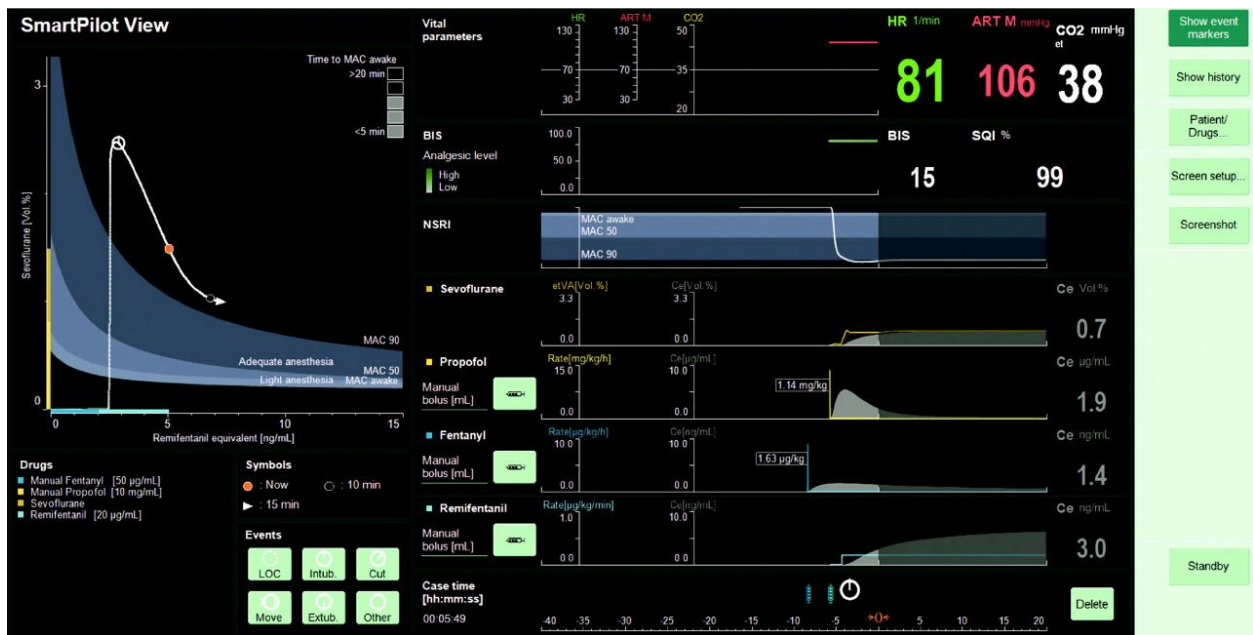 SmartPilot View
Time to MAC awake
>20 min
<5 min
3
0
Sevoflurane [Vol.%]
MAC 90
Adequate anesthesia
MAC 50
Light anesthesia MAC awake
0 5 10 15
Remifentanil equivalent [ng/mL]
Drugs
Manual Fentanyl [50 µg/mL]
Manual Propofol [10 mg/mL]
Sevoflurane
Remifentanil [20 µg/mL]
Symbols
: Now : 10 min
: 15 min
Events
LOC Intub. Cut
Move Extub. Other
Vital
parameters
HR ART M CO2
130 130 50
70 70 35
30 30 20
HR 1/min ART M mmHg CO2 mmHg
et
81 106 38
BIS
Analgesic level
High
Low
100.0
50.0
0.0
BIS SQI %
15 99
NSRI
MAC awake
MAC 50
MAC 90
Sevoflurane
etVA[Vol.%] Ce[Vol.%]
3.3 3.3
0.0 0.0
Ce Vol.%
0.7
Propofol
Manual
bolus [mL]
Rate[mg/kg/h] Ce[µg/mL]
150 10.0
0.0 0.0
1.14 mg/kg
Ce µg/mL
1.9
Fentanyl
Manual
bolus [mL]
Rate[µg/kg/h] Ce[ng/mL]
10.0 10.0
0.0 0.0
1.63 µg/kg
Ce ng/mL
1.4
Remifentanil
Manual
bolus [mL]
Rate[µg/kg/min] Ce[ng/mL]
1.0 10.0
0.0 0.0
Ce ng/mL
3.0
Case time
[hh:mm:ss]
00:05:49
-40 -35 -30 -25 -20 -15 -10 -5 0 5 10 15 20
Delete
Show event
markers
Show history
Patient/
Drugs...
Screen setup...
Screenshot
Standby